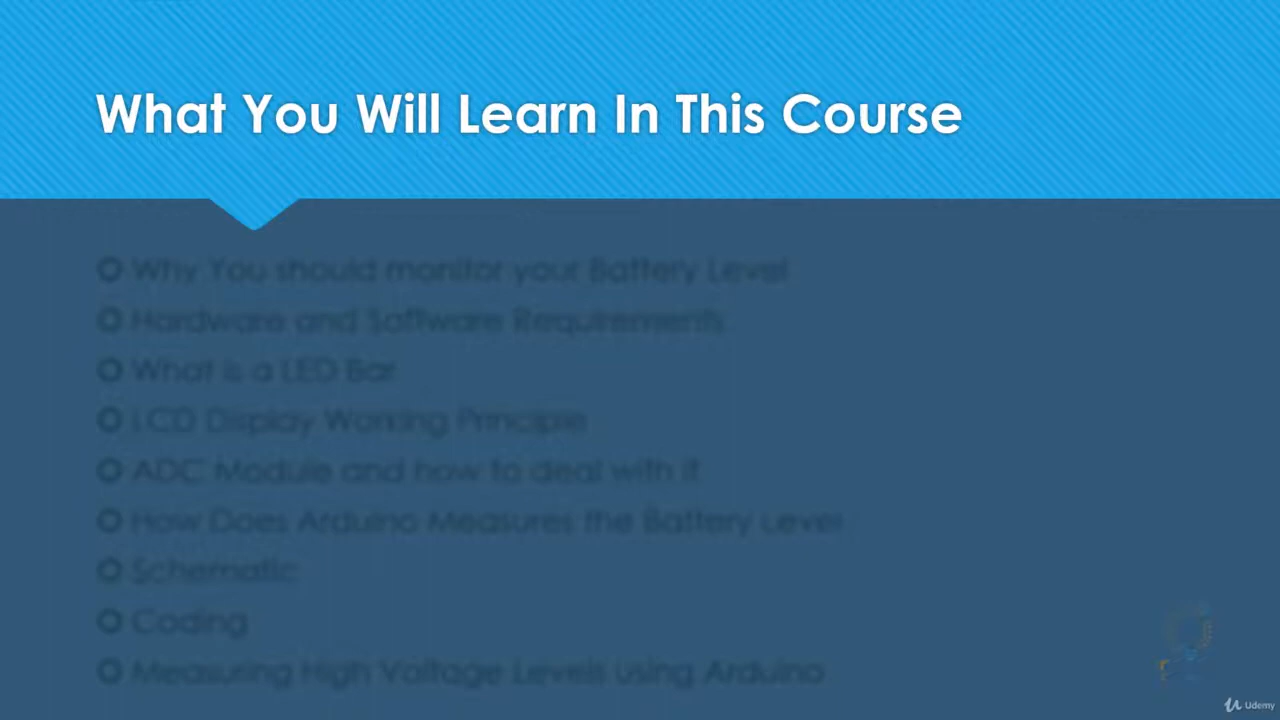 What You Will Learn In This Course
Why You should monitor your Battery Level
Hardware and Software Requirements
What is a LED Bar
LCD Display Working Principle
ADC Module and how to deal with it
How Does Arduino Measures the Battery Level
Schematic
Coding
Measuring High Voltage Levels using Arduino
Udemy